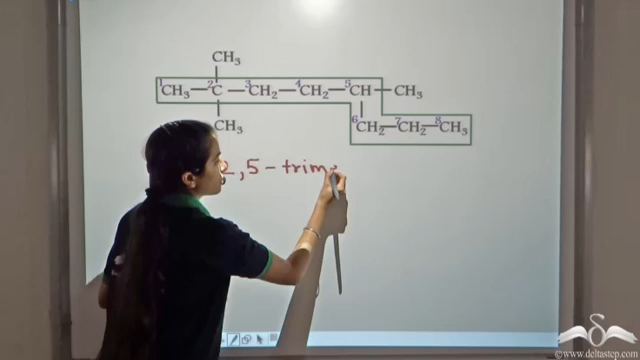 CH₃
¹CH₃—²C—³CH₂—⁴CH₂—⁵CH—CH₃
CH₃
⁶CH₂—⁷CH₂—⁸CH₃
2,5-trim
©www.deltastep.com